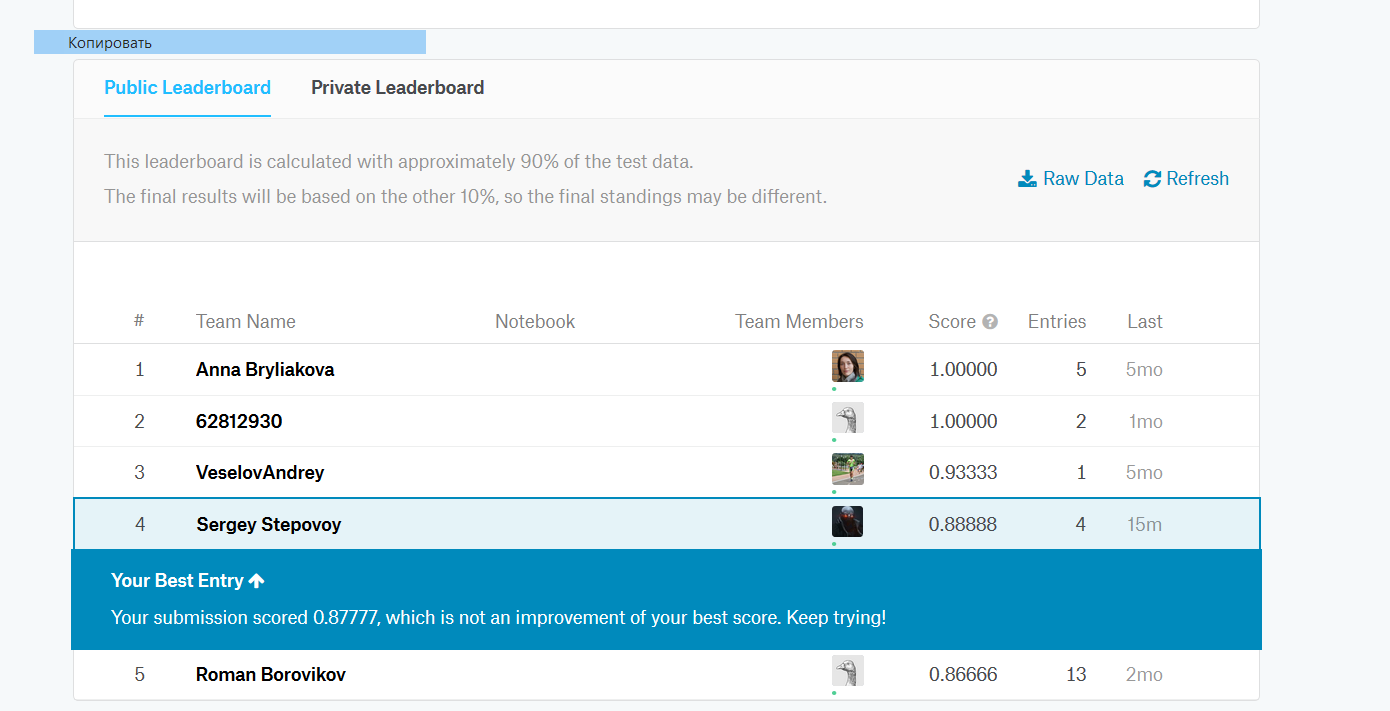 Копировать
Public Leaderboard Private Leaderboard
This leaderboard is calculated with approximately 90% of the test data.
The final results will be based on the other 10%, so the final standings may be different.
Raw Data Refresh
# Team Name Notebook Team Members Score ? Entries Last
1 Anna Bryliakova 1.00000 5 5mo
2 62812930 1.00000 2 1mo
3 VeselovAndrey 0.93333 1 5mo
4 Sergey Stepovoy 0.88888 4 15m
Your Best Entry
Your submission scored 0.87777, which is not an improvement of your best score. Keep trying!
5 Roman Borovikov 0.86666 13 2mo